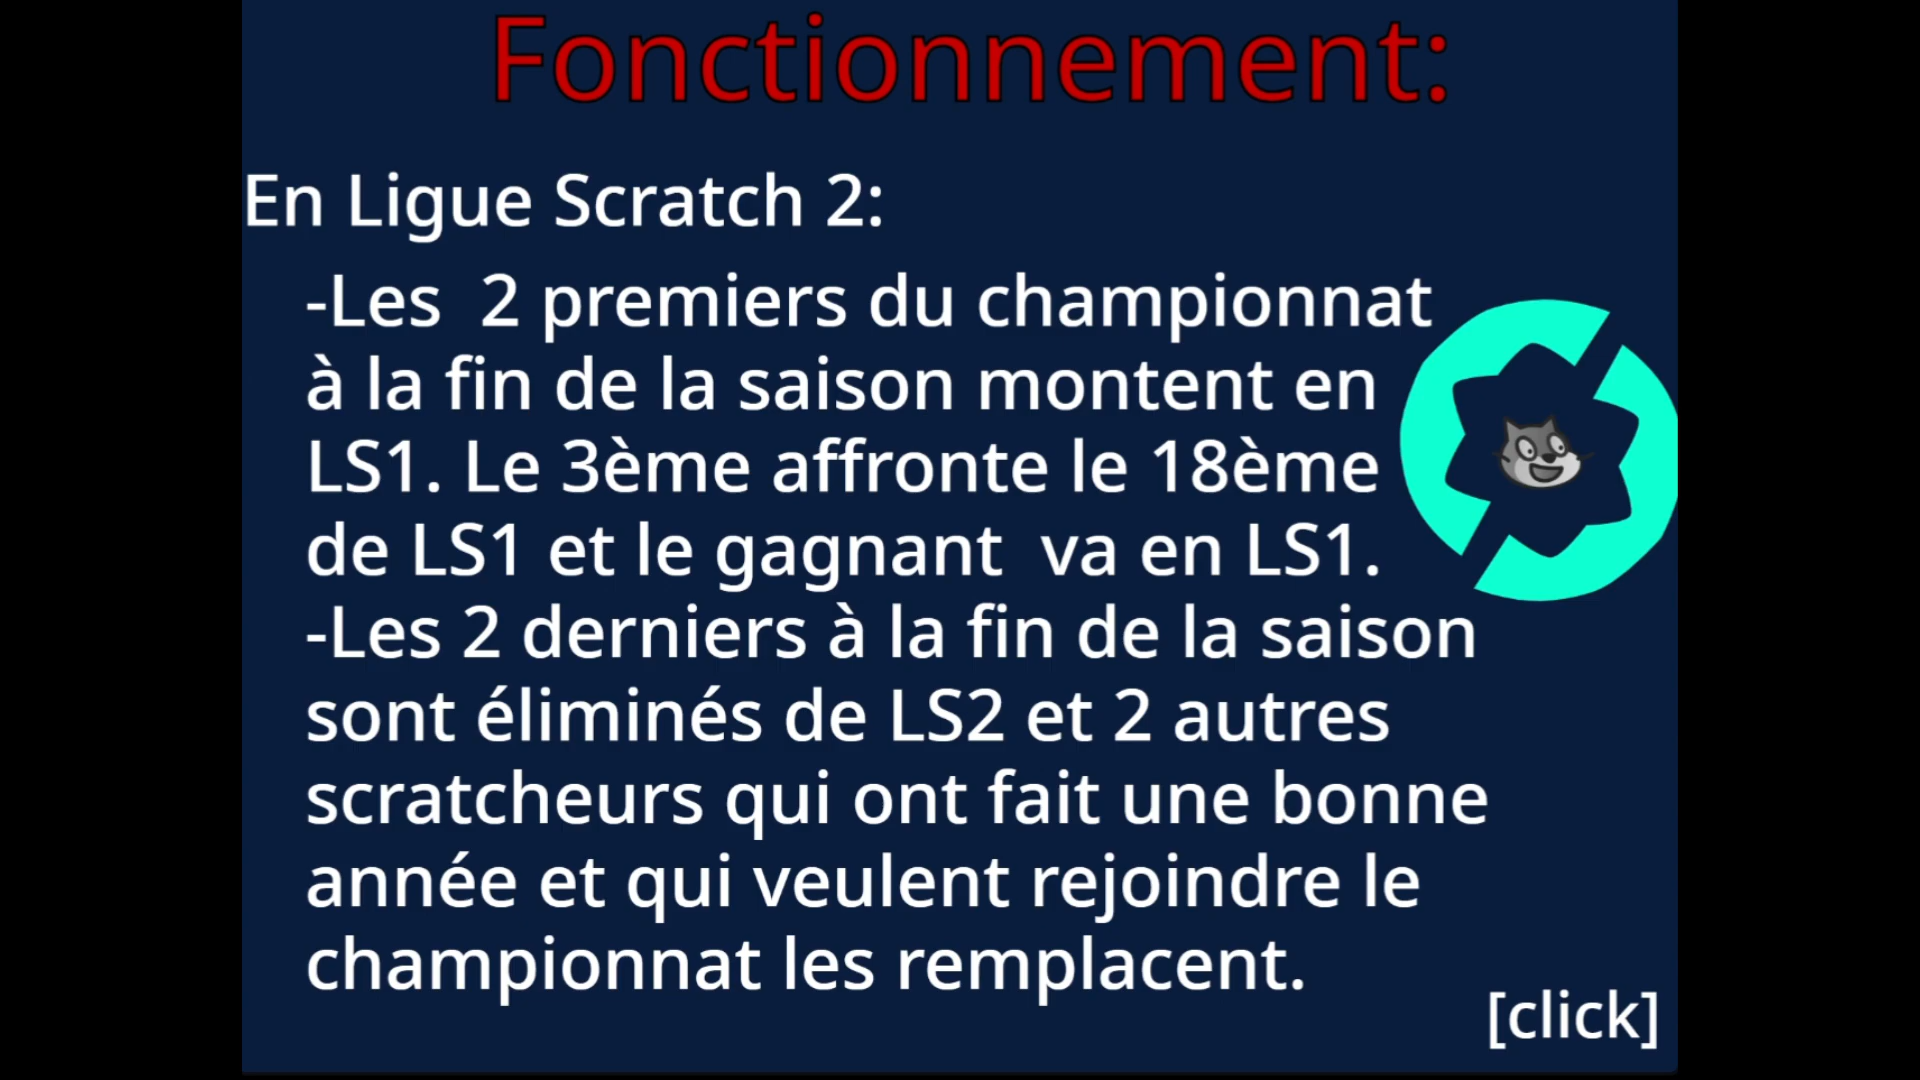 Fonctionnement:
En Ligue Scratch 2:
-Les  2 premiers du championnat
à la fin de la saison montent en
LS1. Le 3ème affronte le 18ème
de LS1 et le gagnant  va en LS1.
-Les 2 derniers à la fin de la saison
sont éliminés de LS2 et 2 autres
scratcheurs qui ont fait une bonne
année et qui veulent rejoindre le
championnat les remplacent.
[click]